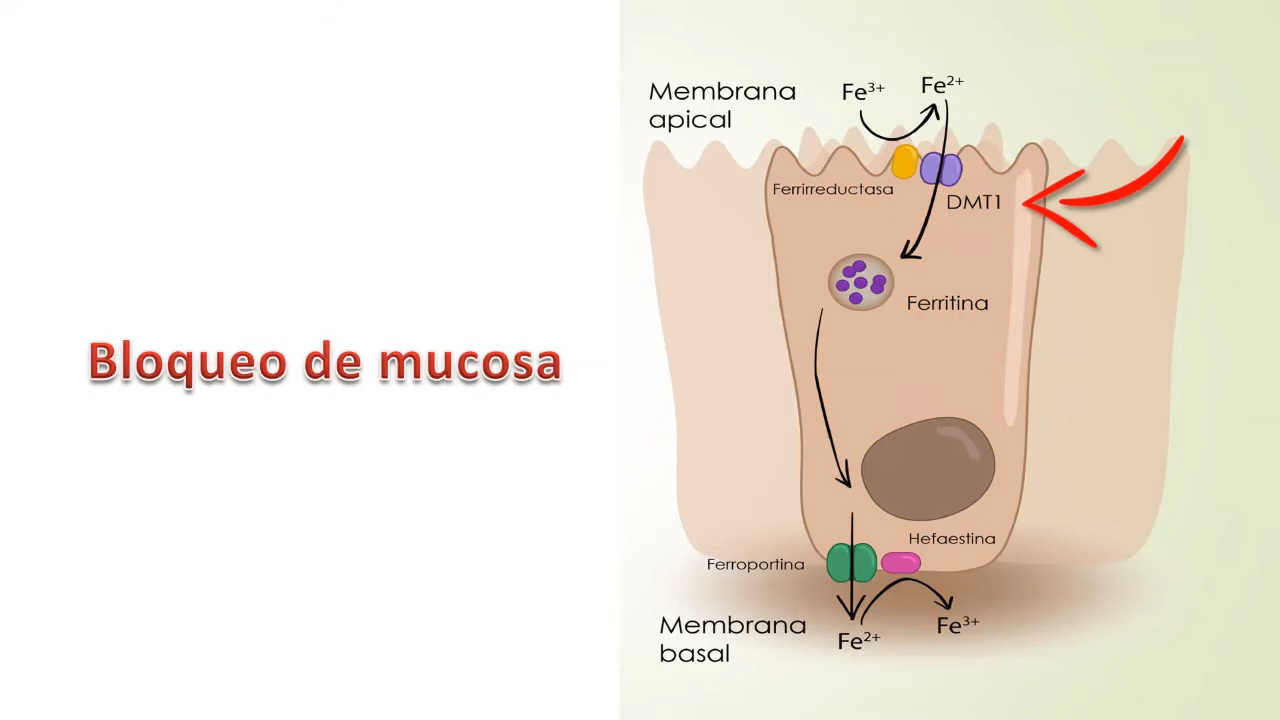 Bloqueo de mucosa
Membrana
apical
Fe³⁺
Fe²⁺
Ferrirreductasa
DMT1
Ferritina
Hefaestina
Ferroportina
Membrana
basal
Fe²⁺
Fe³⁺